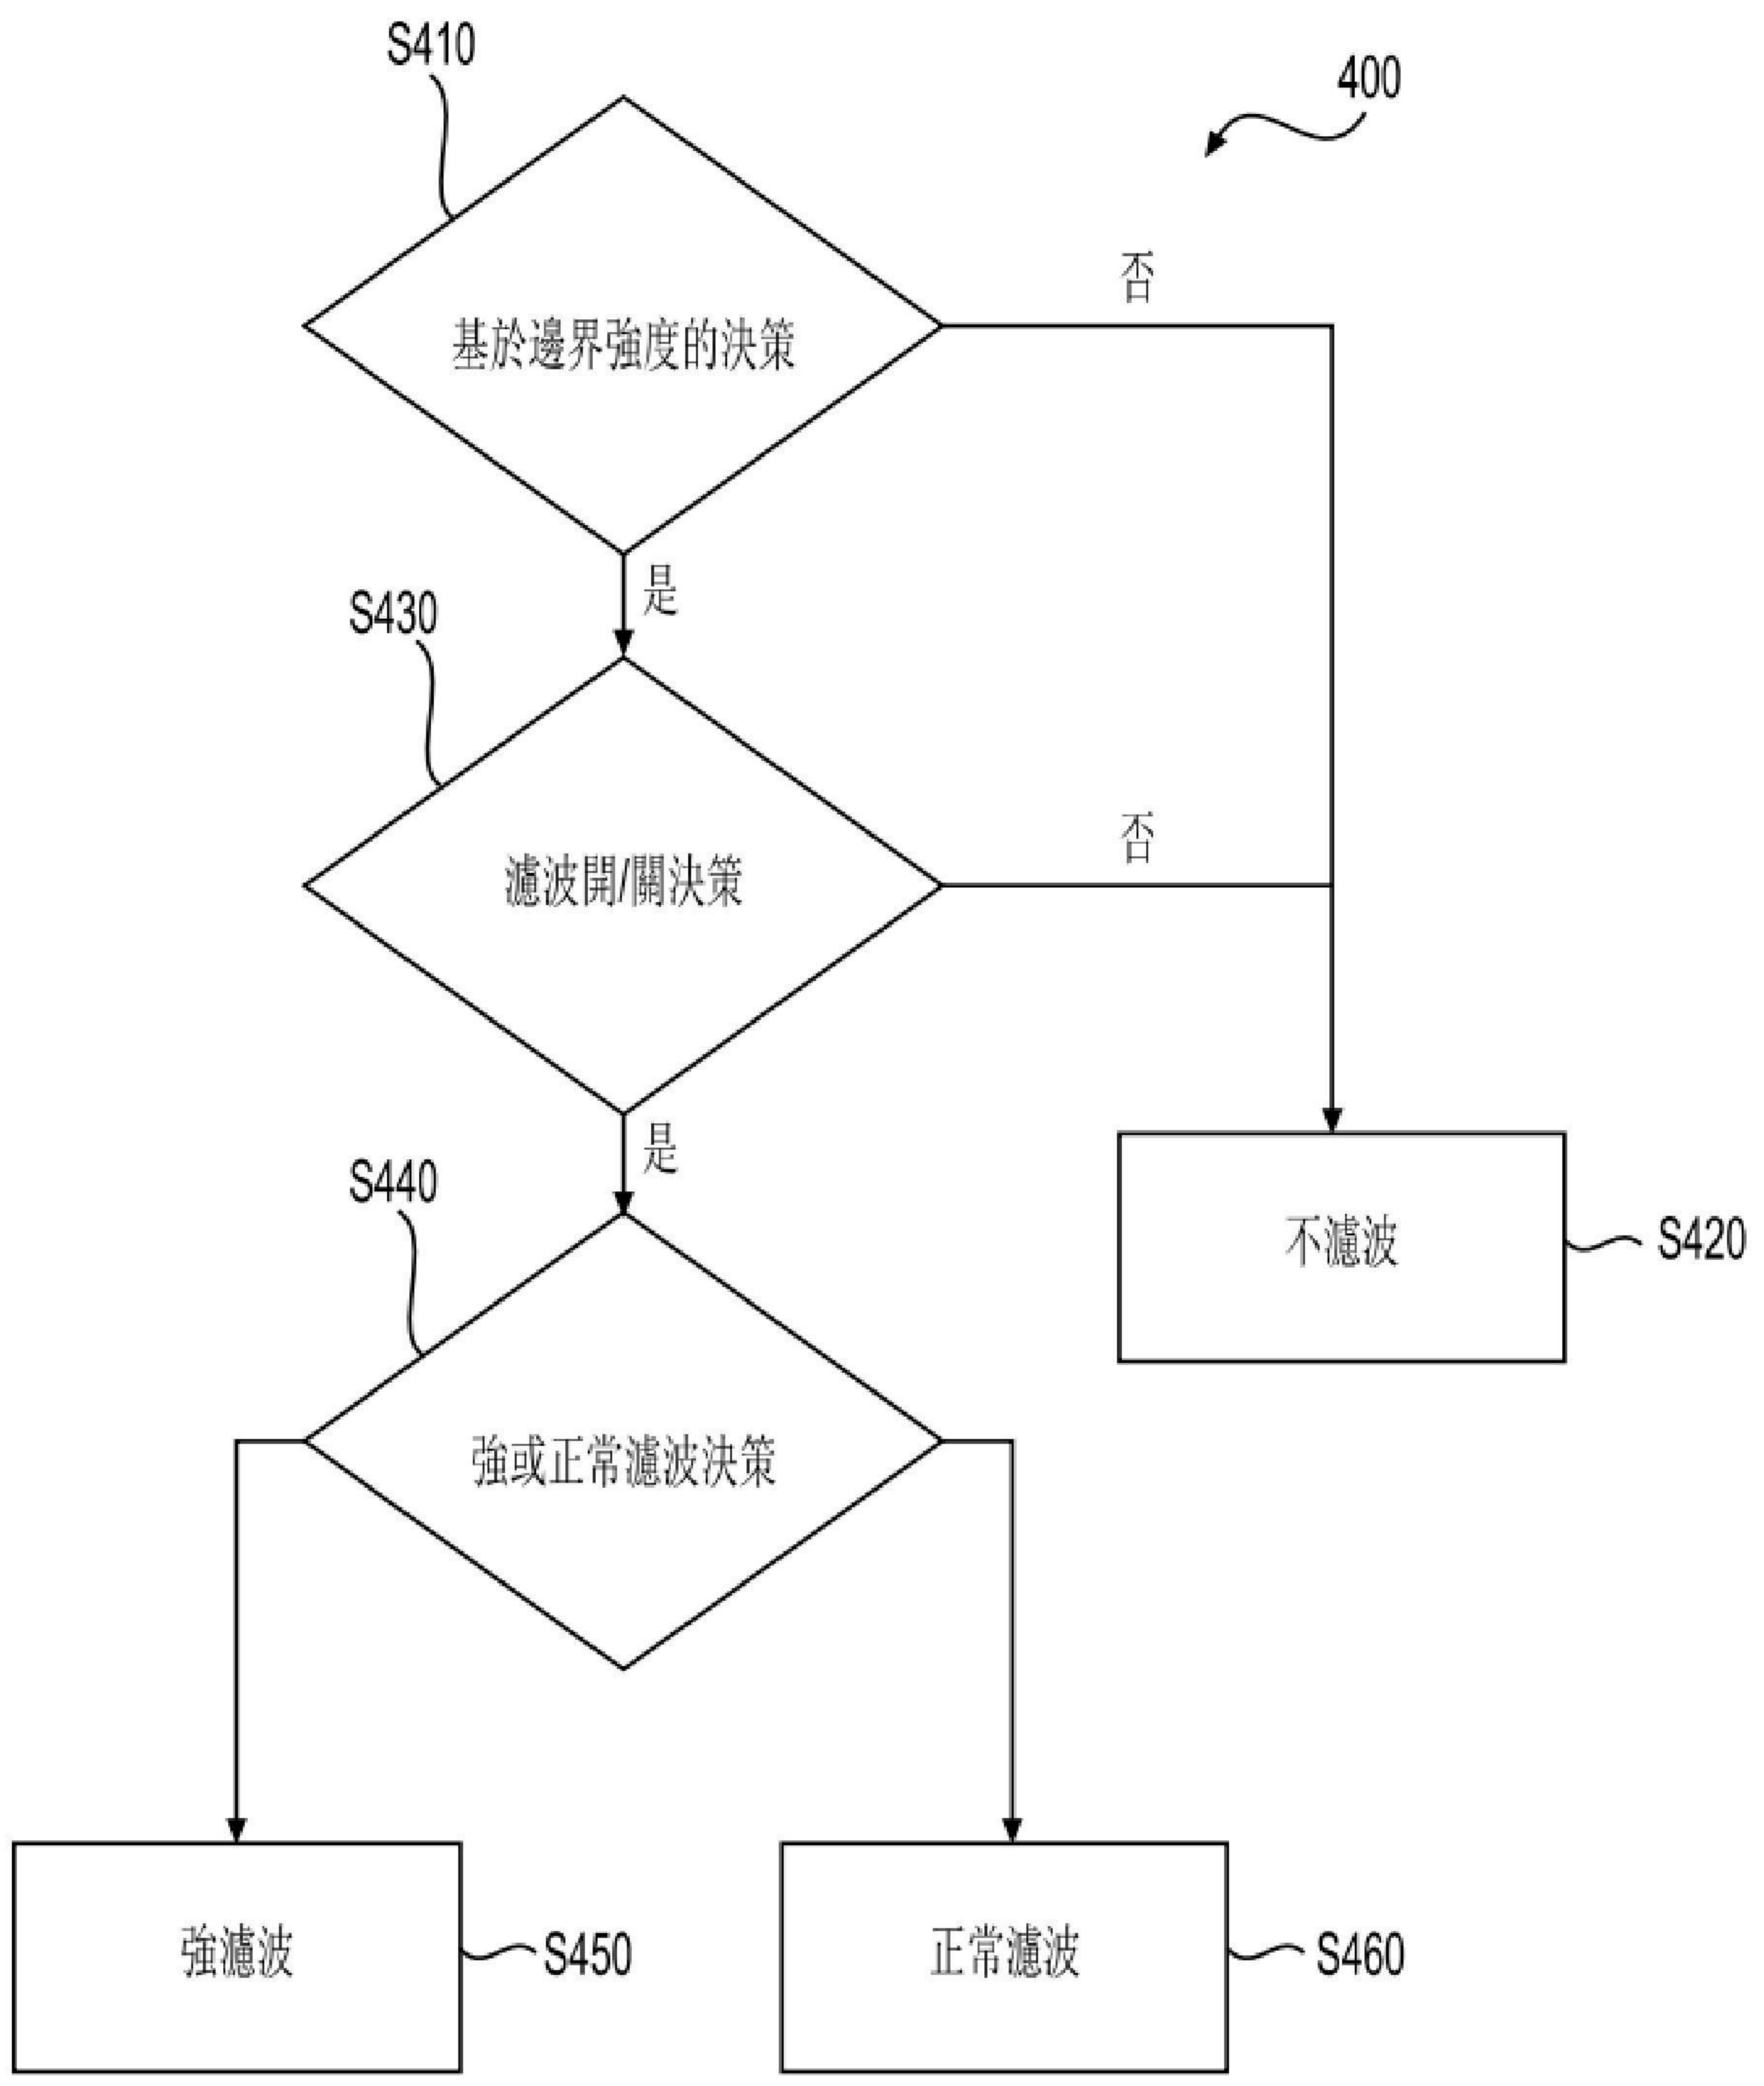 S410
400
否
基於邊界強度的決策
是
S430
否
濾波開/關決策
是
S440
不濾波
S420
強或正常濾波決策
強濾波
S450
正常濾波
S460